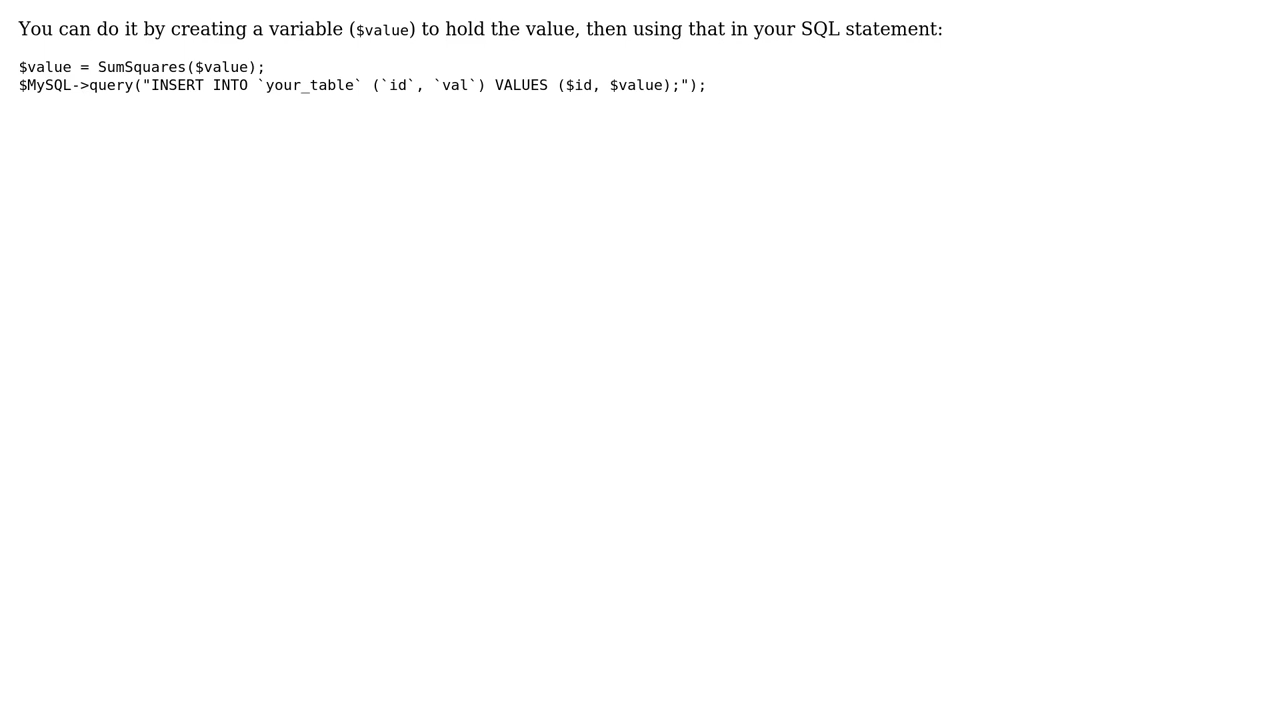 You can do it by creating a variable ($value) to hold the value, then using that in your SQL statement:
$value = SumSquares($value);
$MySQL->query("INSERT INTO `your_table` (`id`, `val`) VALUES ($id, $value);");